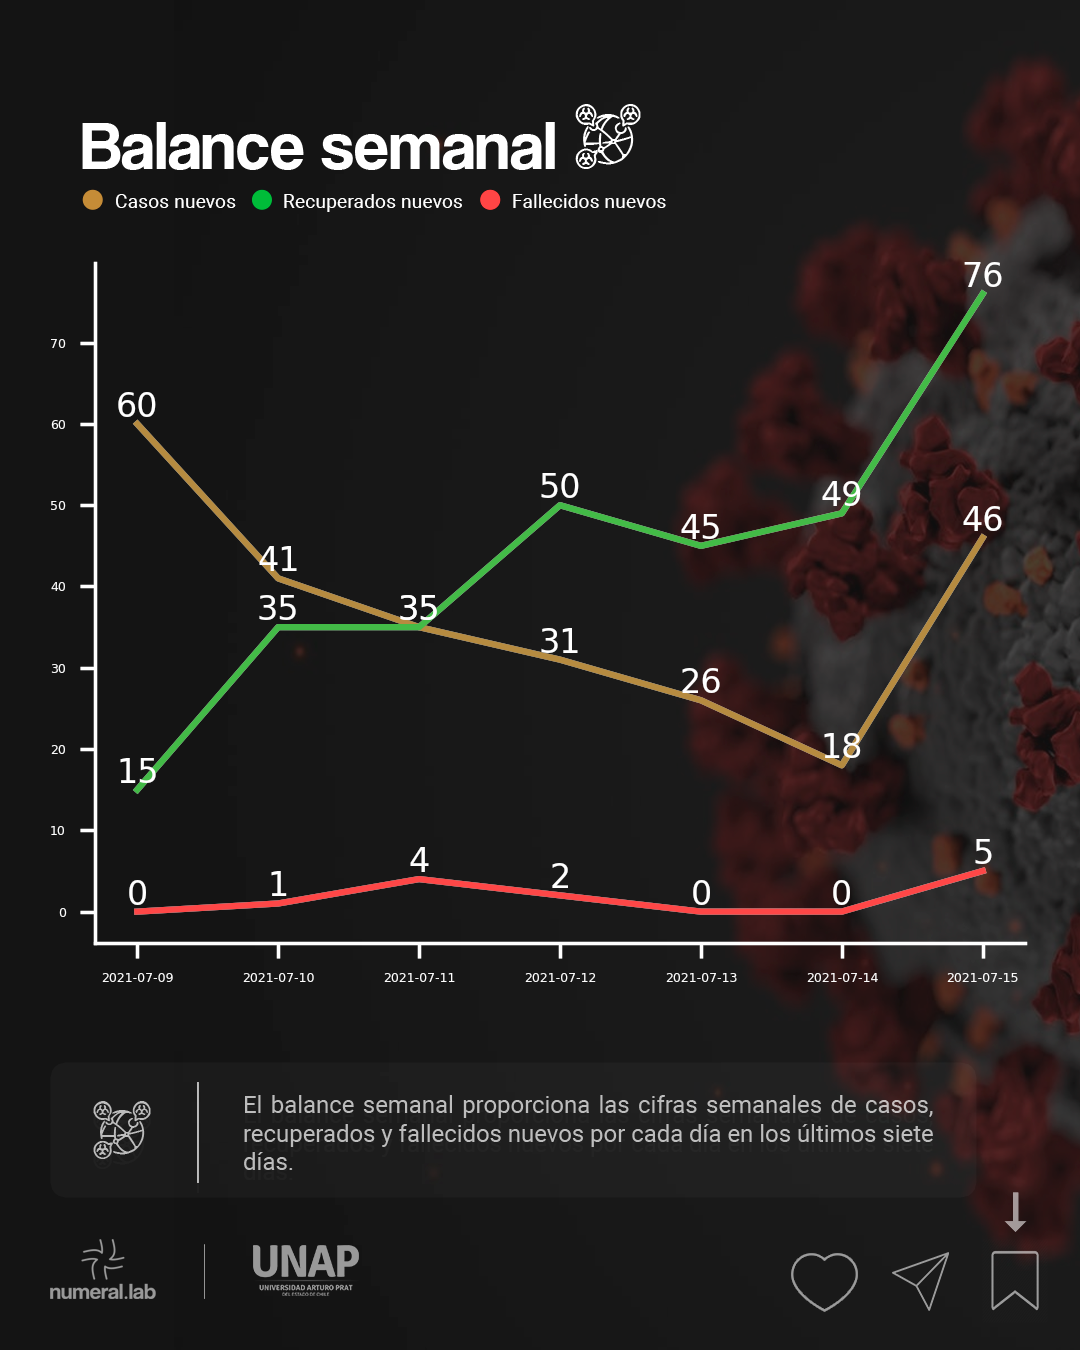 Balance semanal
Casos nuevos Recuperados nuevos Fallecidos nuevos
76
70
60
60
50
50
49
45
46
41
40
35
35
31
30
26
20
18
15
10
5
4
2
1
0
0
0
0
2021-07-09 2021-07-10 2021-07-11 2021-07-12 2021-07-13 2021-07-14 2021-07-15
El balance semanal proporciona las cifras semanales de casos,
recuperados y fallecidos nuevos por cada día en los últimos siete
días.
numeral.lab
UNAP
UNIVERSIDAD ARTURO PRAT
DEL ESTADO DE CHILE